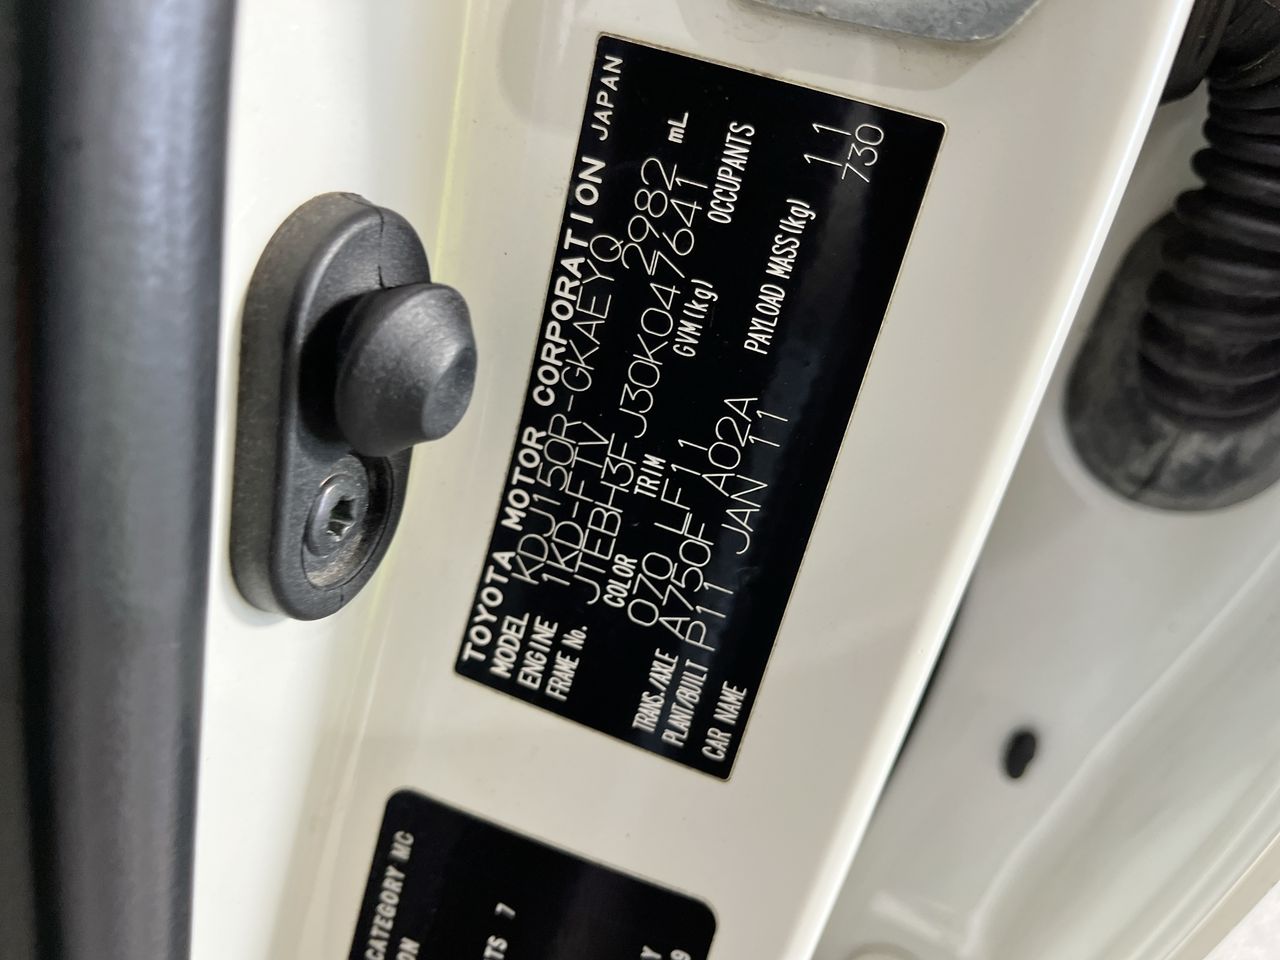 TOYOTA MOTOR CORPORATION JAPAN
MODEL KDJ150R-GKAEYQ
ENGINE 1KD-FTV 2982 mL
FRAME No. JTEBH3FJ30K047641
COLOR TRIM GVM(kg) OCCUPANTS
070 LF11
TRANS./AXLE A750F A02A
PLANT/BUILT P11 JAN 11 PAYLOAD MASS(kg) 11
730
CAR NAME
CATEGORY MC
7
9